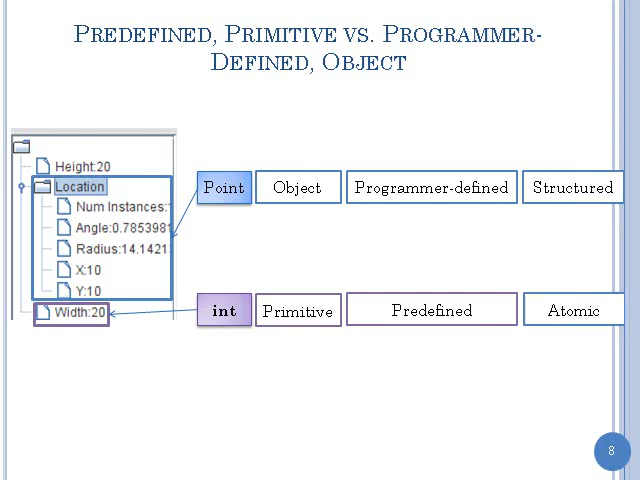 PREDEFINED, PRIMITIVE VS. PROGRAMMER-
DEFINED, OBJECT
Height:20
Location
Num Instances:
Angle:0.7853981
Radius:14.1421
X:10
Y:10
Width:20
Point
Object
Programmer-defined
Structured
int
Primitive
Predefined
Atomic
8